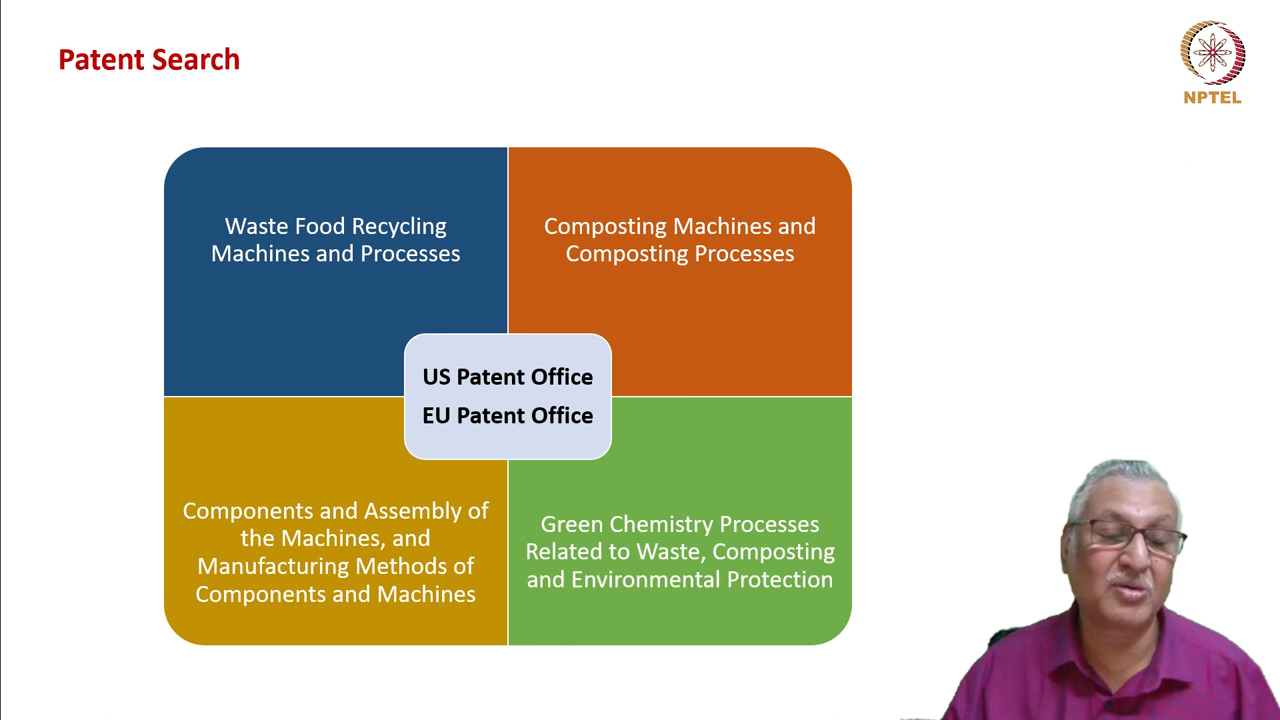 Patent Search
NPTEL
Waste Food Recycling
Machines and Processes
Composting Machines and
Composting Processes
US Patent Office
EU Patent Office
Components and Assembly of
the Machines, and
Manufacturing Methods of
Components and Machines
Green Chemistry Processes
Related to Waste, Composting
and Environmental Protection